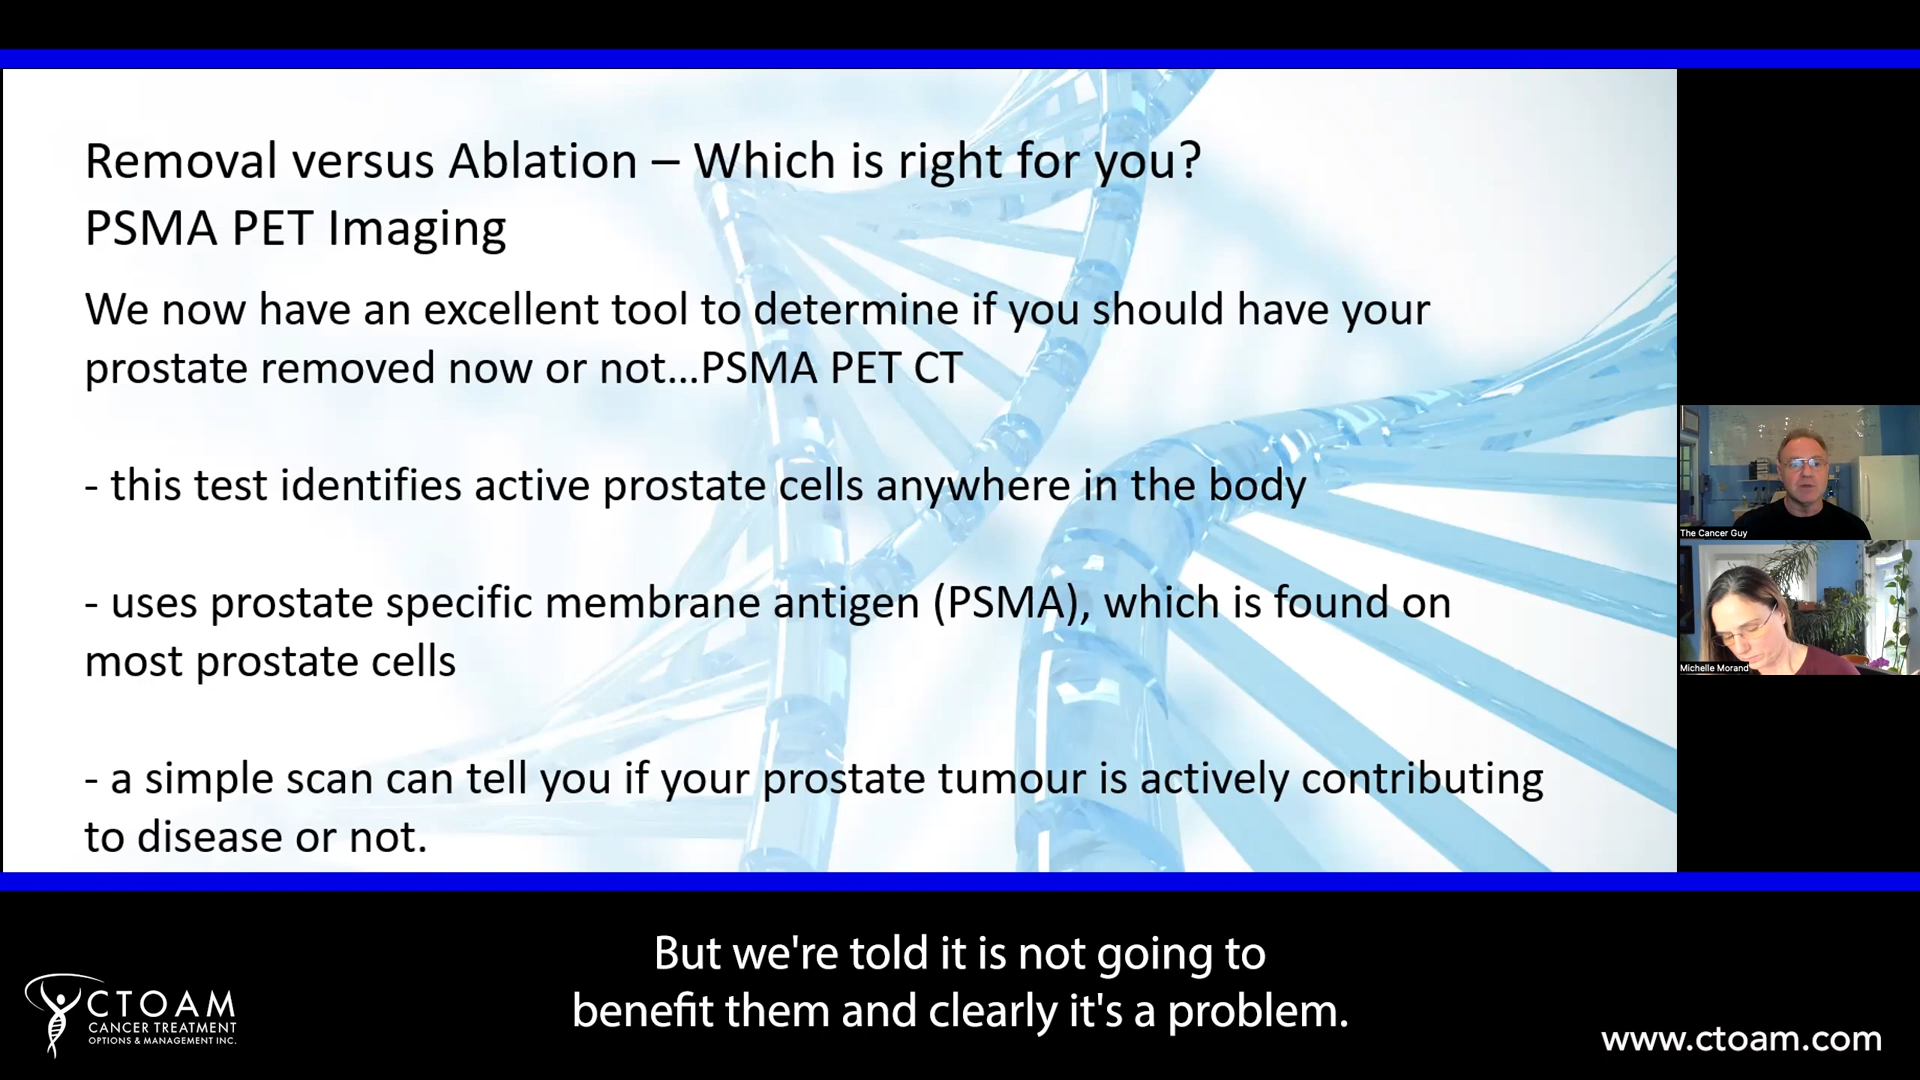 Removal versus Ablation – Which is right for you?
PSMA PET Imaging
We now have an excellent tool to determine if you should have your
prostate removed now or not...PSMA PET CT
- this test identifies active prostate cells anywhere in the body
- uses prostate specific membrane antigen (PSMA), which is found on
most prostate cells
- a simple scan can tell you if your prostate tumour is actively contributing
to disease or not.
The Cancer Guy
Michelle Morand
But we're told it is not going to
benefit them and clearly it's a problem.
CTOAM
CANCER TREATMENT
OPTIONS & MANAGEMENT INC.
www.ctoam.com